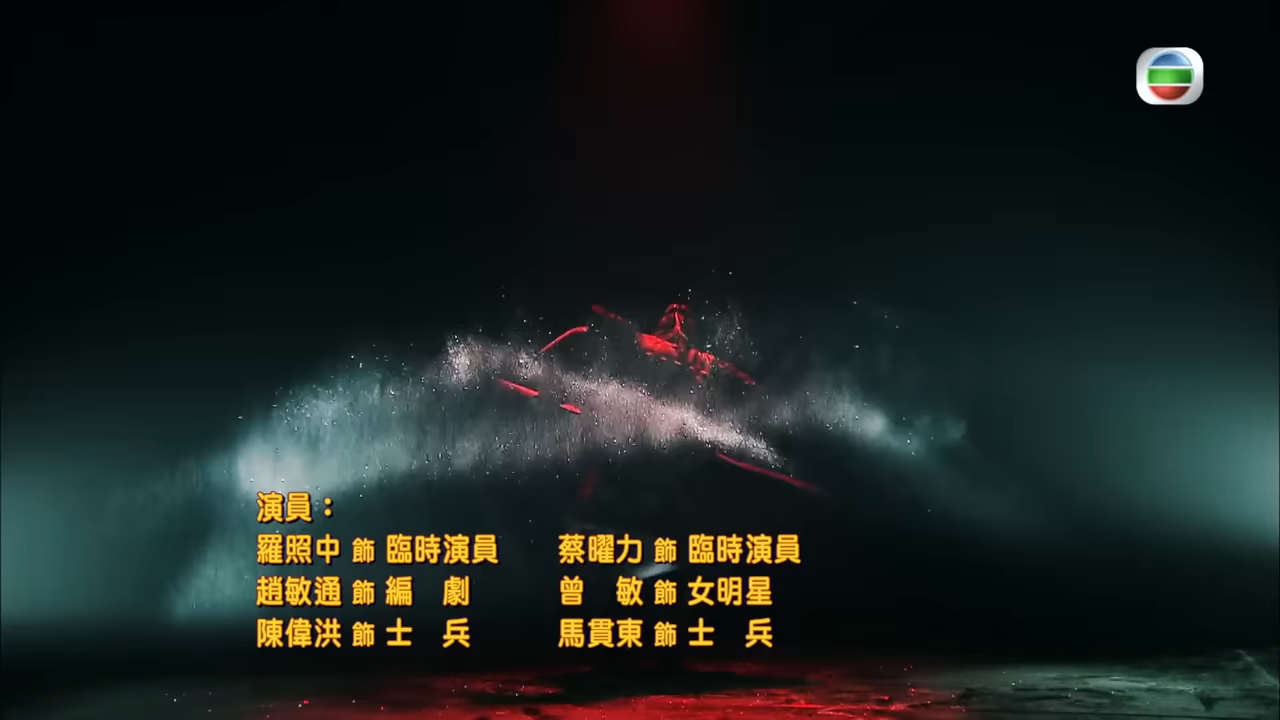 演員：
羅照中 飾 臨時演員 蔡曜力 飾 臨時演員
趙敏通 飾 編 劇 曾 敏 飾 女明星
陳偉洪 飾 士 兵 馬貫東 飾 士 兵